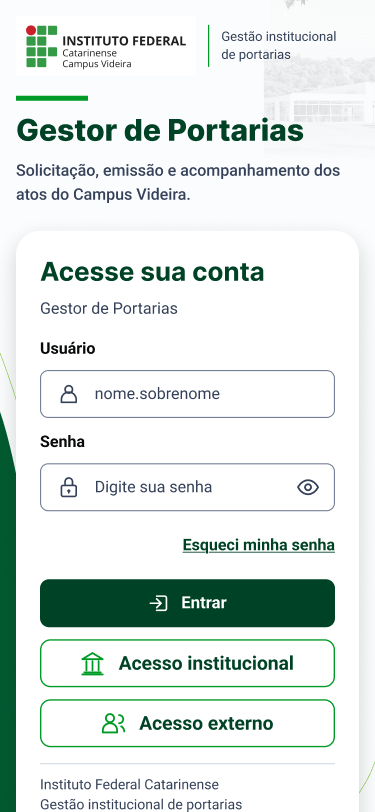 INSTITUTO FEDERAL
Catarinense
Campus Videira
Gestão institucional
de portarias
Gestor de Portarias
Solicitação, emissão e acompanhamento dos
atos do Campus Videira.
Acesse sua conta
Gestor de Portarias
Usuário
nome.sobrenome
Senha
Digite sua senha
Esqueci minha senha
Entrar
Acesso institucional
Acesso externo
Instituto Federal Catarinense
Gestão institucional de portarias